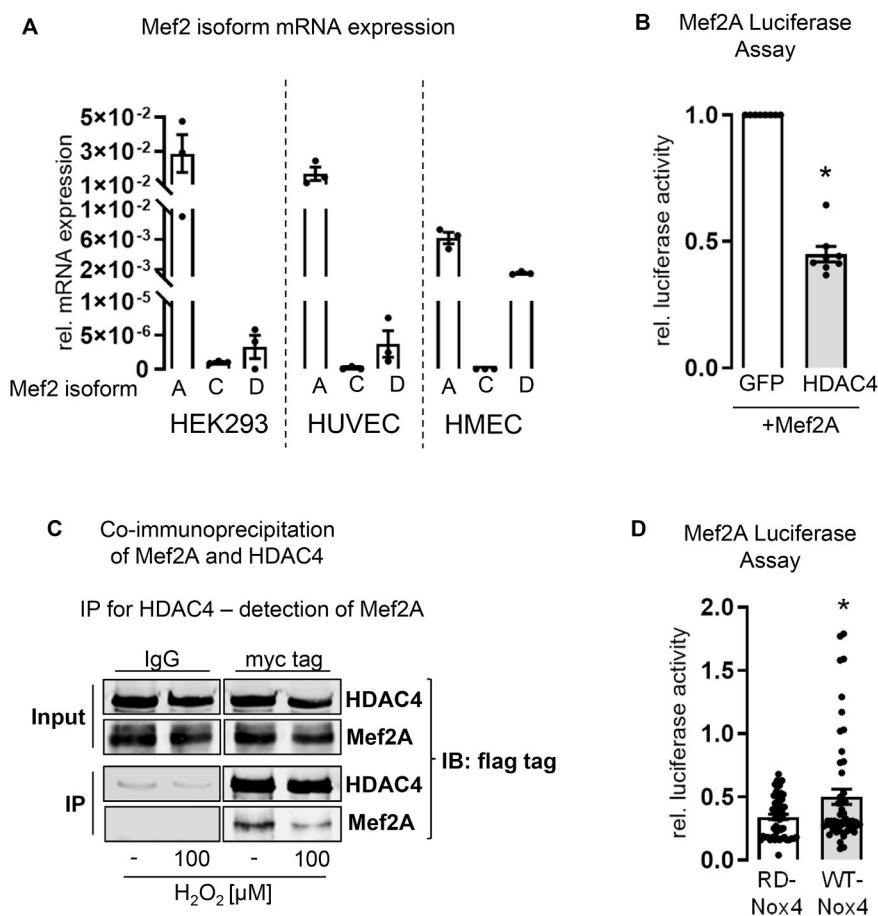 A Mef2 isoform mRNA expression
rel. mRNA expression
5×10⁻²
3×10⁻²
1×10⁻²
1×10⁻²
6×10⁻³
2×10⁻³
1×10⁻⁵
5×10⁻⁶
0
Mef2 isoform A C D A C D A C D
HEK293 HUVEC HMEC
B Mef2A Luciferase
Assay
rel. luciferase activity
1.0
*
0.5
0.0
GFP HDAC4
+Mef2A
C Co-immunoprecipitation
of Mef2A and HDAC4
IP for HDAC4 – detection of Mef2A
IgG myc tag
Input HDAC4
Mef2A
IB: flag tag
IP HDAC4
Mef2A
- 100 - 100
H₂O₂ [µM]
D Mef2A Luciferase
Assay
rel. luciferase activity
2.0
*
1.5
1.0
0.5
0.0
RD- WT-
Nox4 Nox4